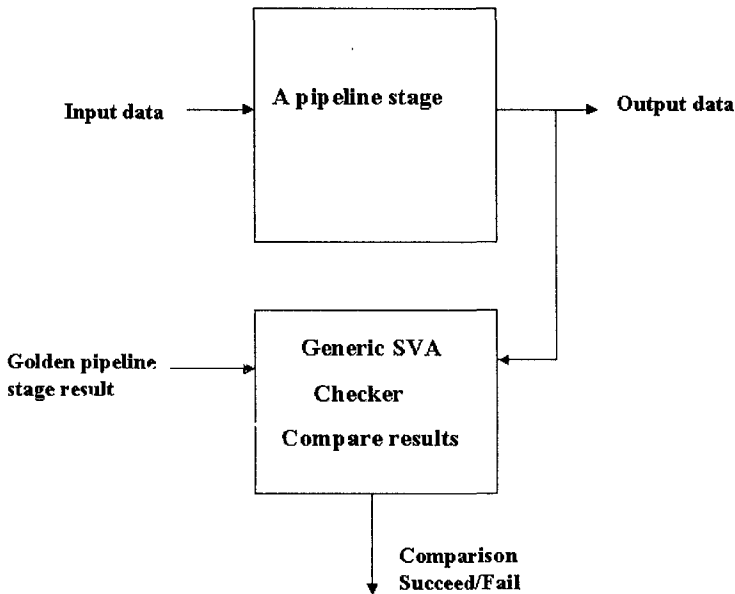 Input data
A pipeline stage
Output data
Golden pipeline
stage result
Generic SVA
Checker
Compare results
Comparison
Succeed/Fail